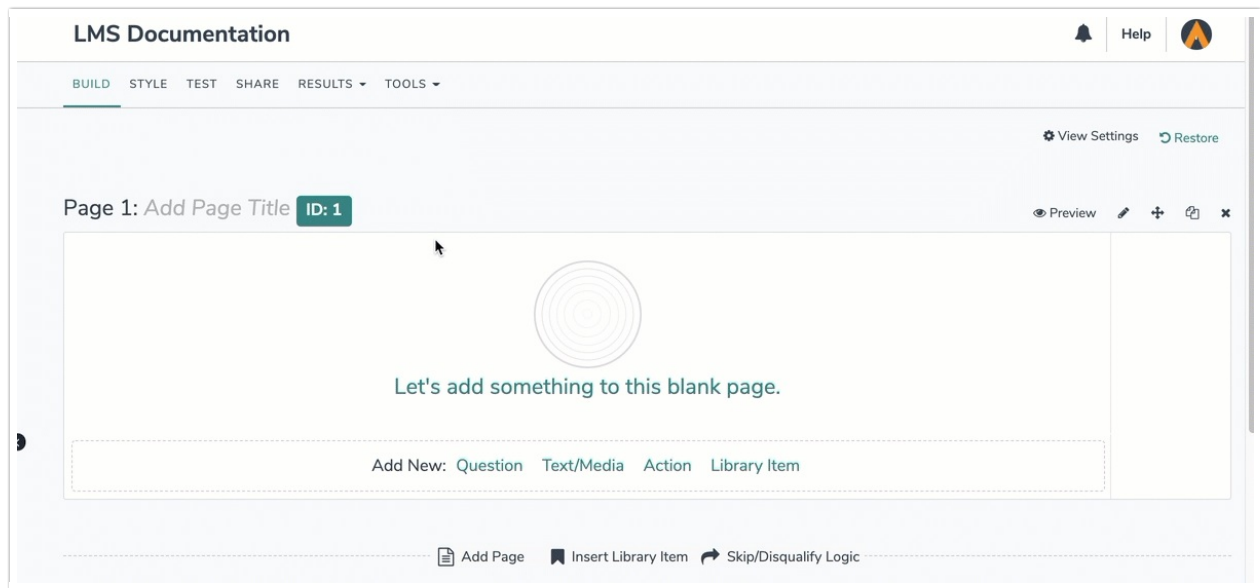 LMS Documentation
Help
BUILD STYLE TEST SHARE RESULTS TOOLS
View Settings Restore
Page 1: Add Page Title ID: 1
Preview
Let's add something to this blank page.
Add New: Question Text/Media Action Library Item
Add Page Insert Library Item Skip/Disqualify Logic